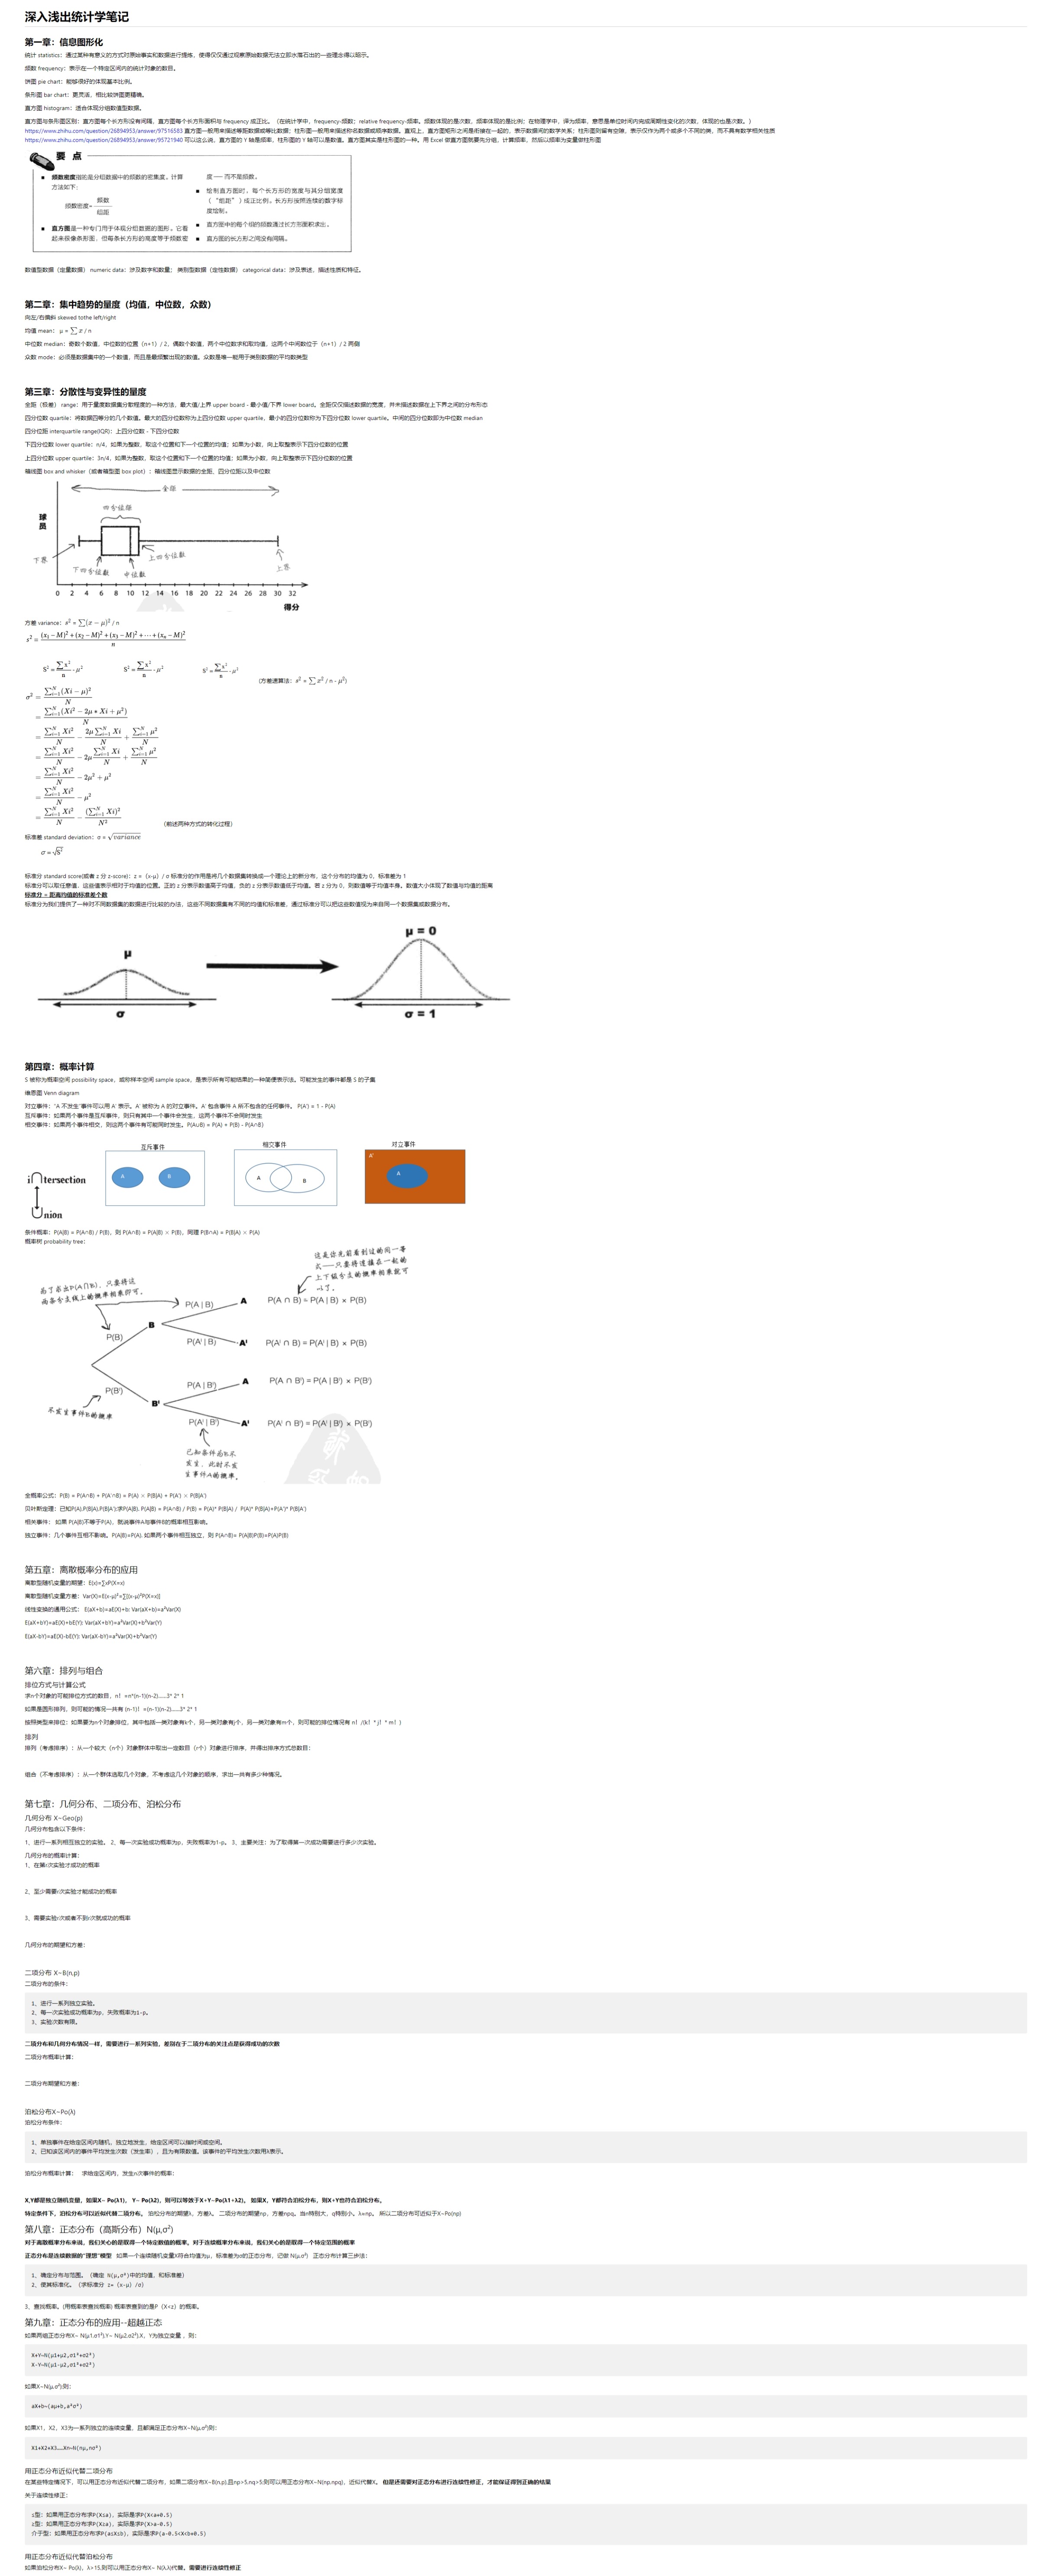 深入浅出统计学笔记
第一章：信息图形化
统计 statistics：通过某种有意义的方式对原始事实和数据进行提炼，使得仅仅通过观察原始数据无法立即水落石出的一些理念得以昭示。
频数 frequency：表示在一个特定区间内的统计对象的数目。
饼图 pie chart：能够很好的体现基本比例。
条形图 bar chart：更灵活，相比较饼图更精确。
直方图 histogram：适合体现分组数值型数据。
直方图与条形图区别：直方图每个长方形没有间隔，直方图每个长方形面积与 frequency 成正比。（在统计学中，frequency-频数；relative frequency-频率。频数体现的是次数，频率体现的是比例；在物理学中，译为频率，意思是单位时间内完成周期性变化的次数，体现的也是次数。）
https://www.zhihu.com/question/26894953/answer/97516583 直方图一般用来描述等距数据或等比数据；柱形图一般用来描述称名数据或顺序数据。直观上，直方图矩形之间是衔接在一起的，表示数据间的数学关系；柱形图则留有空隙，表示仅作为两个或多个不同的类，而不具有数学相关性质
https://www.zhihu.com/question/26894953/answer/95721940 可以这么说，直方图的 Y 轴是频率，柱形图的 Y 轴可以是数值。直方图其实是柱形图的一种。用 Excel 做直方图就要先分组，计算频率，然后以频率为变量做柱形图
要 点
■ 频数密度指的是分组数据中的频数的密集度。计算方法如下：
频数密度=频数/组距
■ 直方图是一种专门用于体现分组数据的图形。它看起来很像条形图，但每条长方形的高度等于频数密度——而不是频数。
■ 绘制直方图时，每个长方形的宽度与其分组宽度（“组距”）成正比例。长方形按照连续的数字标度绘制。
■ 直方图中的每个组的频数通过长方形面积求出。
■ 直方图的长方形之间没有间隔。
数值型数据（定量数据） numeric data：涉及数字和数量； 类别型数据（定性数据） categorical data：涉及表述，描述性质和特征。
第二章：集中趋势的量度（均值，中位数，众数）
向左/右偏斜 skewed tothe left/right
均值 mean： μ = ∑ x / n
中位数 median：奇数个数值，中位数的位置（n+1）/ 2，偶数个数值，两个中位数求和取均值，这两个中间数位于（n+1）/ 2 两侧
众数 mode：必须是数据集中的一个数值，而且是最频繁出现的数值。众数是唯一能用于类别数据的平均数类型
第三章：分散性与变异性的量度
全距（极差） range：用于量度数据集分散程度的一种方法，最大值/上界 upper board - 最小值/下界 lower board。全距仅仅描述数据的宽度，并未描述数据在上下界之间的分布形态
四分位数 quartile：将数据四等分的几个数值。最大的四分位数称为上四分位数 upper quartile，最小的四分位数称为下四分位数 lower quartile。中间的四分位数即为中位数 median
四分位距 interquartile range(IQR)：上四分位数 - 下四分位数
下四分位数 lower quartile：n/4，如果为整数，取这个位置和下一个位置的均值；如果为小数，向上取整表示下四分位数的位置
上四分位数 upper quartile：3n/4，如果为整数，取这个位置和下一个位置的均值；如果为小数，向上取整表示下四分位数的位置
箱线图 box and whisker（或者箱型图 box plot）：箱线图显示数据的全距，四分位距以及中位数
全距
四分位距
球员
下界
下四分位数
中位数
上四分位数
上界
0 2 4 6 8 10 12 14 16 18 20 22 24 26 28 30 32
得分
方差 variance：s² = ∑(x − μ)² / n
s² = ((x₁ − M)² + (x₂ − M)² + (x₃ − M)² + ⋯ + (xₙ − M)²) / n
S² = ∑x²/n - μ² S² = ∑x²/n - μ² S² = ∑x²/n - μ² （方差速算法：s² = ∑ x² / n - μ²）
σ² = ∑ᵢ₌₁ᴺ(Xi − μ)² / N
= ∑ᵢ₌₁ᴺ(Xi² − 2μ * Xi + μ²) / N
= ∑ᵢ₌₁ᴺ Xi² / N − 2μ∑ᵢ₌₁ᴺ Xi / N + ∑ᵢ₌₁ᴺ μ² / N
= ∑ᵢ₌₁ᴺ Xi² / N − 2μ ∑ᵢ₌₁ᴺ Xi / N + ∑ᵢ₌₁ᴺ μ² / N
= ∑ᵢ₌₁ᴺ Xi² / N − 2μ² + μ²
= ∑ᵢ₌₁ᴺ Xi² / N − μ²
= ∑ᵢ₌₁ᴺ Xi² / N − (∑ᵢ₌₁ᴺ Xi)² / N² （前述两种方式的转化过程）
标准差 standard deviation：σ = √variance
σ = √S²
标准分 standard score(或者 z 分 z-score)：z =（x-μ）/ σ 标准分的作用是将几个数据集转换成一个理论上的新分布，这个分布的均值为 0，标准差为 1
标准分可以取任意值，这些值表示相对于均值的位置。正的 z 分表示数值高于均值，负的 z 分表示数值低于均值。若 z 分为 0，则数值等于均值本身。数值大小体现了数值与均值的距离
标准分 = 距离均值的标准差个数
标准分为我们提供了一种对不同数据集的数据进行比较的办法，这些不同数据集有不同的均值和标准差，通过标准分可以把这些数值视为来自同一个数据集或数据分布。
μ
σ
μ = 0
σ = 1
第四章：概率计算
S 被称为概率空间 possibility space，或称样本空间 sample space，是表示所有可能结果的一种简便表示法。可能发生的事件都是 S 的子集
维恩图 Venn diagram
对立事件："A 不发生"事件可以用 A' 表示。A' 被称为 A 的对立事件。A' 包含事件 A 所不包含的任何事件。 P(A') = 1 - P(A)
互斥事件：如果两个事件是互斥事件，则只有其中一个事件会发生，这两个事件不会同时发生
相交事件：如果两个事件相交，则这两个事件有可能同时发生。P(A∪B) = P(A) + P(B) - P(A∩B)
互斥事件
A
B
相交事件
A
B
对立事件
A'
A
i∩tersection
∪nion
条件概率：P(A|B) = P(A∩B) / P(B)，则 P(A∩B) = P(A|B) × P(B)，同理 P(B∩A) = P(B|A) × P(A)
概率树 probability tree：
这是你先前看到过的同一等式——只要将连接在一起的上下级分支的概率相乘就可以了。
为了求出P(A∩B)，只要将这两条分支线上的概率相乘即可。
P(B)
B
P(A | B)
A
P(A ∩ B) = P(A | B) × P(B)
P(A' | B)
A'
P(A' ∩ B) = P(A' | B) × P(B)
P(B')
B'
P(A | B')
A
P(A ∩ B') = P(A | B') × P(B')
P(A' | B')
A'
P(A' ∩ B') = P(A' | B') × P(B')
不发生事件B的概率
已知条件为B不发生，此时不发生事件A的概率。
全概率公式：P(B) = P(A∩B) + P(A'∩B) = P(A) × P(B|A) + P(A') × P(B|A')
贝叶斯定理：已知P(A),P(B|A),P(B|A');求P(A|B). P(A|B) = P(A∩B) / P(B) = P(A)* P(B|A) / P(A)* P(B|A)+P(A')* P(B|A')
相关事件： 如果 P(A|B)不等于P(A)，就说事件A与事件B的概率相互影响。
独立事件：几个事件互相不影响。P(A|B)=P(A). 如果两个事件相互独立，则 P(A∩B)= P(A|B)P(B)=P(A)P(B)
第五章：离散概率分布的应用
离散型随机变量的期望：E(x)=∑xP(X=x)
离散型随机变量方差：Var(X)=E(x-μ)²=∑[(x-μ)²P(X=x)]
线性变换的通用公式： E(aX+b)=aE(X)+b; Var(aX+b)=a²Var(X)
E(aX+bY)=aE(X)+bE(Y); Var(aX+bY)=a²Var(X)+b²Var(Y)
E(aX-bY)=aE(X)-bE(Y); Var(aX-bY)=a²Var(X)+b²Var(Y)
第六章：排列与组合
排位方式与计算公式
求n个对象的可能排位方式的数目，n！=n*(n-1)(n-2)......3* 2* 1
如果是圆形排列，则可能的情况一共有 (n-1)！=(n-1)(n-2)......3* 2* 1
按照类型来排位：如果要为n个对象排位，其中包括一类对象有k个，另一类对象有j个，另一类对象有m个，则可能的排位情况有 n！/(k！* j！* m！)
排列
排列（考虑排序）：从一个较大（n个）对象群体中取出一定数目（r个）对象进行排序，并得出排序方式总数目：
组合（不考虑排序）：从一个群体选取几个对象，不考虑这几个对象的顺序，求出一共有多少种情况。
第七章：几何分布、二项分布、泊松分布
几何分布 X~Geo(p)
几何分布包含以下条件：
1，进行一系列相互独立的实验。 2，每一次实验成功概率为p，失败概率为1-p。 3，主要关注：为了取得第一次成功需要进行多少次实验。
几何分布的概率计算：
1，在第r次实验才成功的概率
2，至少需要r次实验才能成功的概率
3，需要实验r次或者不到r次就成功的概率
几何分布的期望和方差：
二项分布 X~B(n,p)
二项分布的条件：
1，进行一系列独立实验。
2，每一次实验成功概率为p，失败概率为1-p。
3，实验次数有限。
二项分布和几何分布情况一样，需要进行一系列实验，差别在于二项分布的关注点是获得成功的次数
二项分布概率计算：
二项分布期望和方差：
泊松分布X~Po(λ)
泊松分布条件：
1，单独事件在给定区间内随机，独立地发生，给定区间可以指时间或空间。
2，已知该区间内的事件平均发生次数（发生率），且为有限数值。该事件的平均发生次数用λ表示。
泊松分布概率计算： 求给定区间内，发生n次事件的概率：
X,Y都是独立随机变量，如果X~ Po(λ1)， Y~ Po(λ2)，则可以等效于X+Y~Po(λ1+λ2)。 如果X，Y都符合泊松分布，则X+Y也符合泊松分布。
特定条件下，泊松分布可以近似代替二项分布。 泊松分布的期望λ，方差λ。 二项分布的期望np，方差npq。当n特别大，q特别小。λ≈np。 所以二项分布可近似于X~Po(np)
第八章：正态分布（高斯分布）N(μ,σ²)
对于离散概率分布来说，我们关心的是取得一个特定数值的概率。对于连续概率分布来说，我们关心的是取得一个特定范围的概率
正态分布是连续数据的“理想”模型 如果一个连续随机变量X符合均值为μ，标准差为σ的正态分布，记做 N(μ,σ²) 正态分布计算三步法：
1，确定分布与范围。（确定 N(μ,σ²)中的均值，和标准差）
2，使其标准化。（求标准分 z=（x-μ）/σ）
3，查找概率。(用概率表查找概率) 概率表查到的是P（X<z）的概率。
第九章：正态分布的应用--超越正态
如果两组正态分布X~ N(μ1,σ1²),Y~ N(μ2,σ2²),X，Y为独立变量 ，则：
X+Y~N(μ1+μ2,σ1²+σ2²)
X-Y~N(μ1-μ2,σ1²+σ2²)
如果X~N(μ,σ²);则：
aX+b~(aμ+b,a²σ²)
如果X1，X2，X3为一系列独立的连续变量，且都满足正态分布X~N(μ,σ²)则：
X1+X2+X3……Xn~N(nμ,nσ²)
用正态分布近似代替二项分布
在某些特定情况下，可以用正态分布近似代替二项分布，如果二项分布X~B(n,p),且np>5,nq>5;则可以用正态分布X~N(np,npq)，近似代替X。 但是还需要对正态分布进行连续性修正，才能保证得到正确的结果
关于连续性修正：
≤型：如果用正态分布求P(X≤a)，实际是求P(X<a+0.5)
≥型：如果用正态分布求P(X≥a)，实际是求P(X>a-0.5)
介于型：如果用正态分布求P(a≤X≤b)，实际是求P(a-0.5<X<b+0.5)
用正态分布近似代替泊松分布
如果泊松分布X~ Po(λ)，λ>15,则可以用正态分布X~ N(λ,λ)代替。需要进行连续性修正